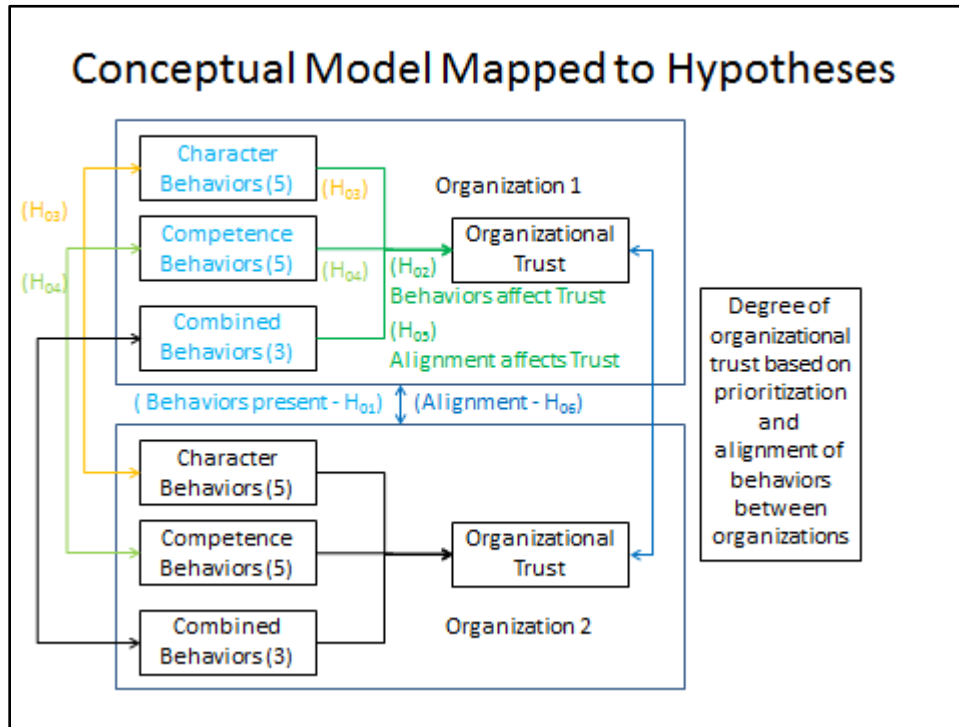 Conceptual Model Mapped to Hypotheses
Character
Behaviors (5)
(H03)
Organization 1
(H03)
Competence
Behaviors (5)
(H04)
Organizational
Trust
(H04)
(H02)
Behaviors affect Trust
Combined
Behaviors (3)
(H05)
Alignment affects Trust
( Behaviors present - H01)
(Alignment - H06)
Character
Behaviors (5)
Competence
Behaviors (5)
Organizational
Trust
Combined
Behaviors (3)
Organization 2
Degree of
organizational
trust based on
prioritization
and
alignment of
behaviors
between
organizations